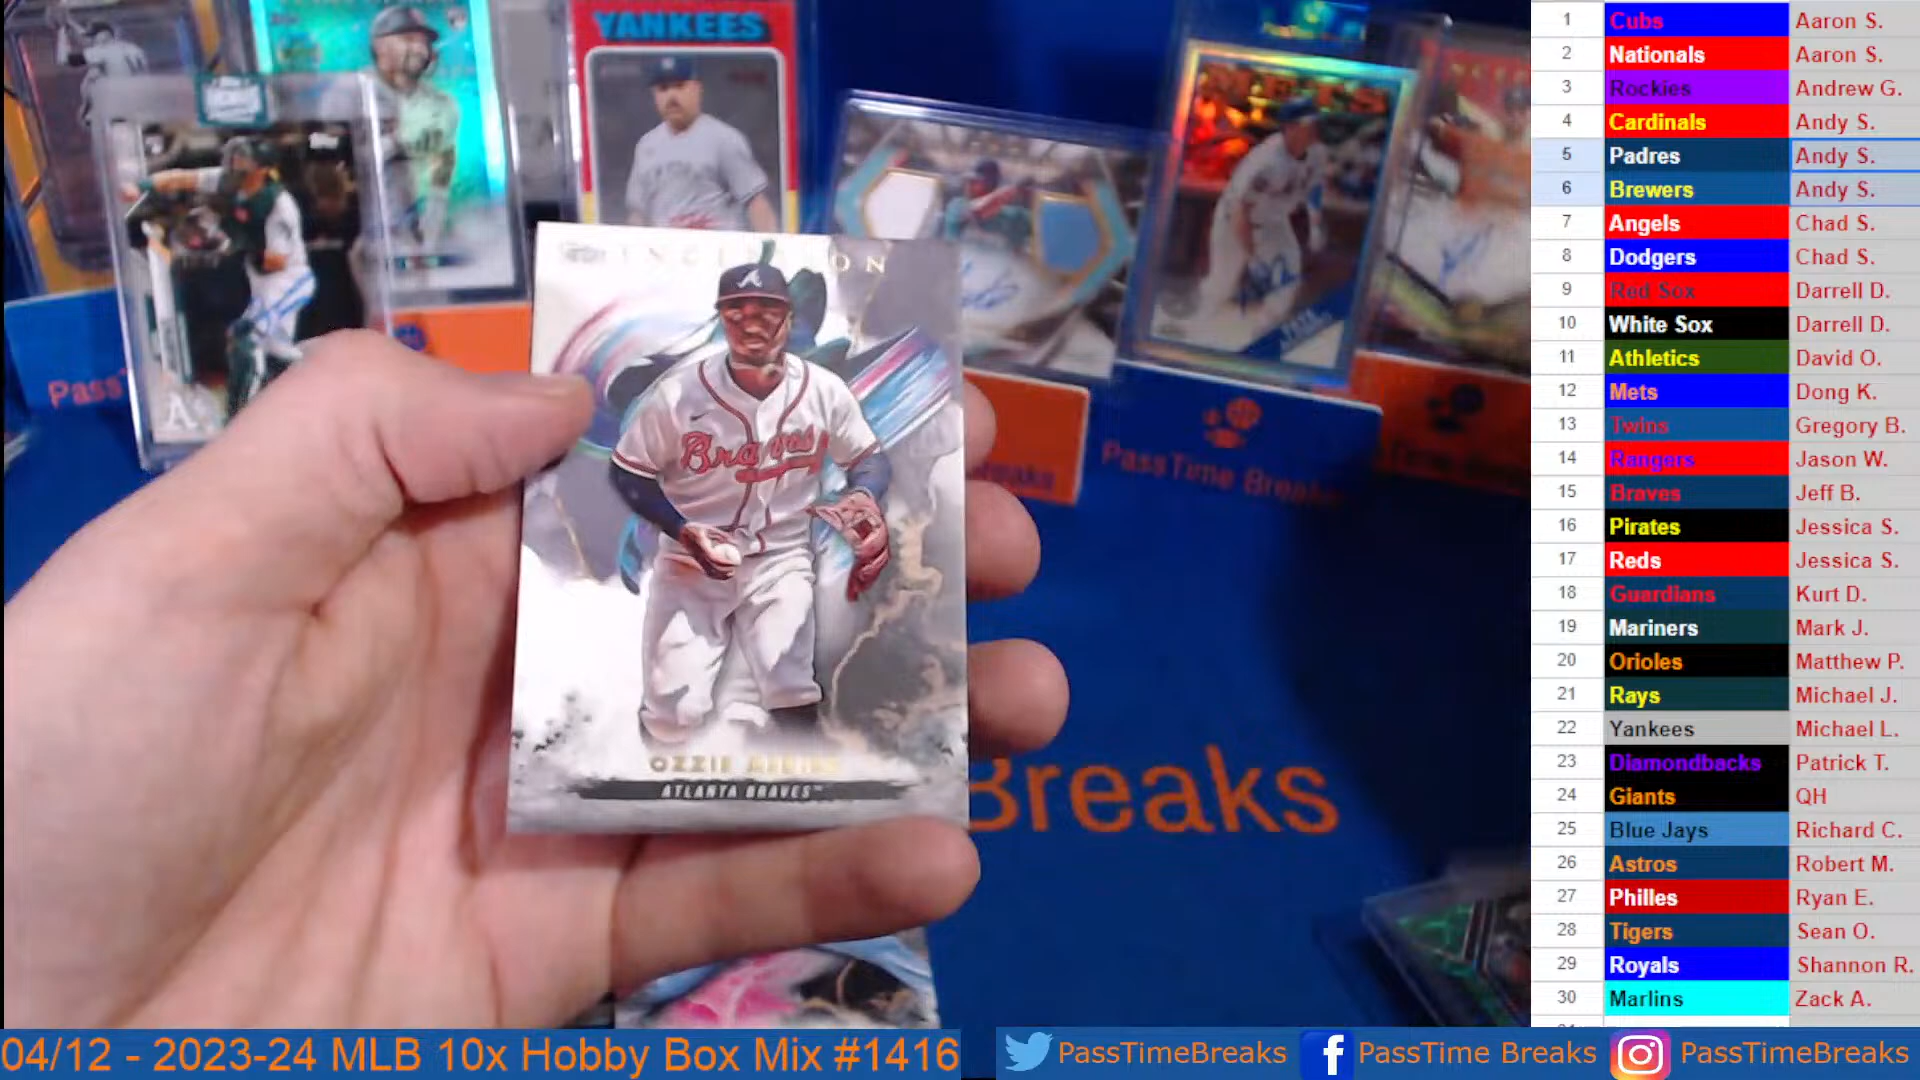 YANKEES
METS
INCEPTION
Braves
OZZIE ALBIES
ATLANTA BRAVES
PassTime Breaks
Breaks
1 Cubs Aaron S.
2 Nationals Aaron S.
3 Rockies Andrew G.
4 Cardinals Andy S.
5 Padres Andy S.
6 Brewers Andy S.
7 Angels Chad S.
8 Dodgers Chad S.
9 Red Sox Darrell D.
10 White Sox Darrell D.
11 Athletics David O.
12 Mets Dong K.
13 Twins Gregory B.
14 Rangers Jason W.
15 Braves Jeff B.
16 Pirates Jessica S.
17 Reds Jessica S.
18 Guardians Kurt D.
19 Mariners Mark J.
20 Orioles Matthew P.
21 Rays Michael J.
22 Yankees Michael L.
23 Diamondbacks Patrick T.
24 Giants QH
25 Blue Jays Richard C.
26 Astros Robert M.
27 Philles Ryan E.
28 Tigers Sean O.
29 Royals Shannon R.
30 Marlins Zack A.
04/12 - 2023-24 MLB 10x Hobby Box Mix #1416
PassTimeBreaks
PassTime Breaks
PassTimeBreaks